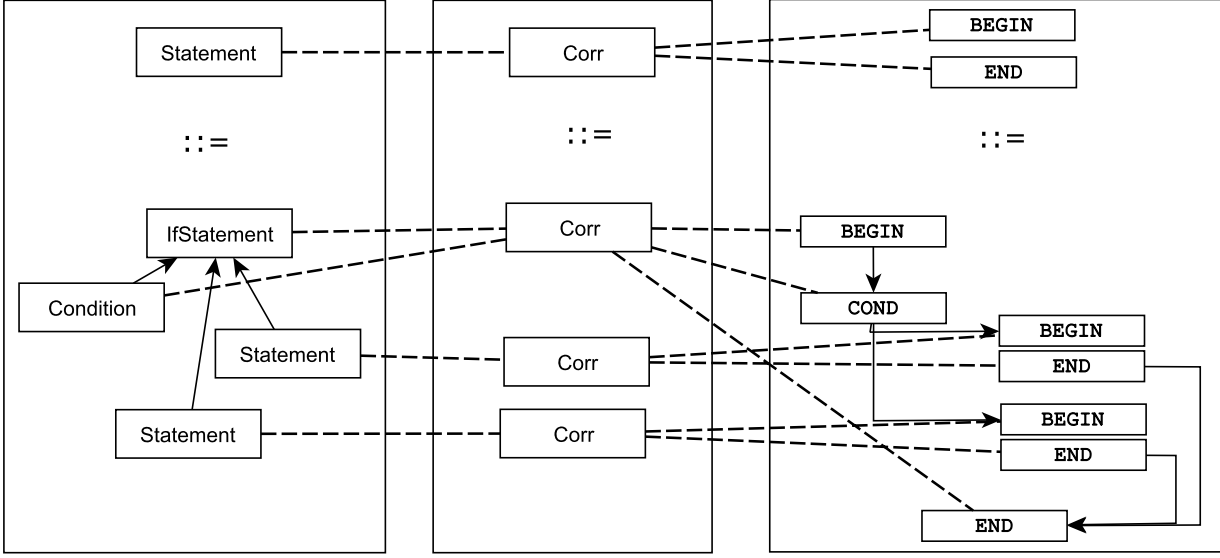 Statement
Corr
BEGIN
END
::=
::=
::=
IfStatement
Corr
BEGIN
Condition
COND
Statement
Corr
BEGIN
END
Statement
Corr
BEGIN
END
END